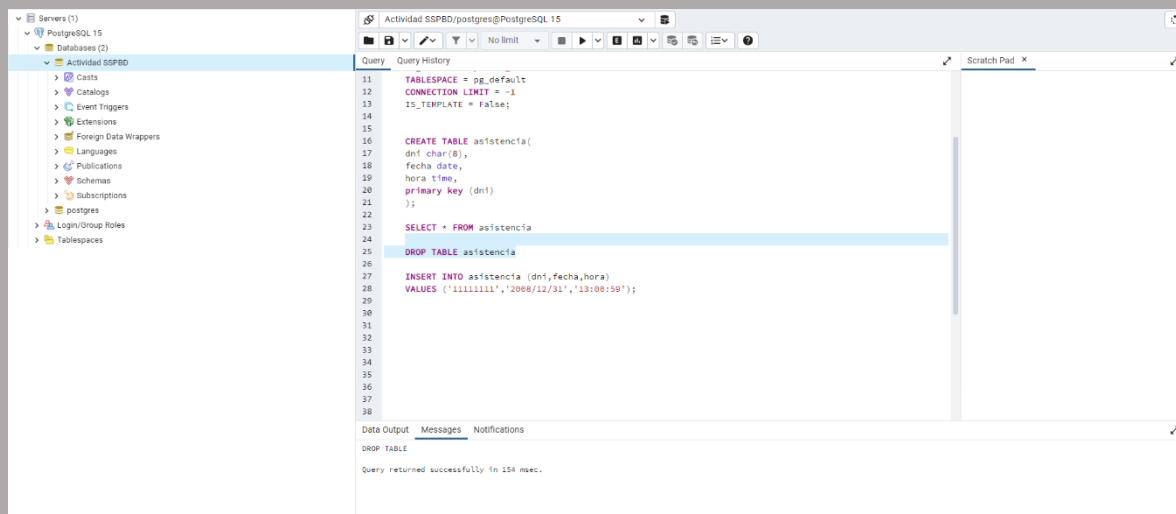 Servers (1)
PostgreSQL 15
Databases (2)
Actividad SSPBD
Casts
Catalogs
Event Triggers
Extensions
Foreign Data Wrappers
Languages
Publications
Schemas
Subscriptions
postgres
Login/Group Roles
Tablespaces
Actividad SSPBD/postgres@PostgreSQL 15
No limit
E
Query Query History
Scratch Pad
11 TABLESPACE = pg_default
12 CONNECTION LIMIT = -1
13 IS_TEMPLATE = False;
14
15
16 CREATE TABLE asistencia(
17 dni char(8),
18 fecha date,
19 hora time,
20 primary key (dni)
21 );
22
23 SELECT * FROM asistencia
24
25 DROP TABLE asistencia
26
27 INSERT INTO asistencia (dni,fecha,hora)
28 VALUES ('11111111','2008/12/31','13:00:59');
29
30
31
32
33
34
35
36
37
38
Data Output Messages Notifications
DROP TABLE
Query returned successfully in 154 msec.